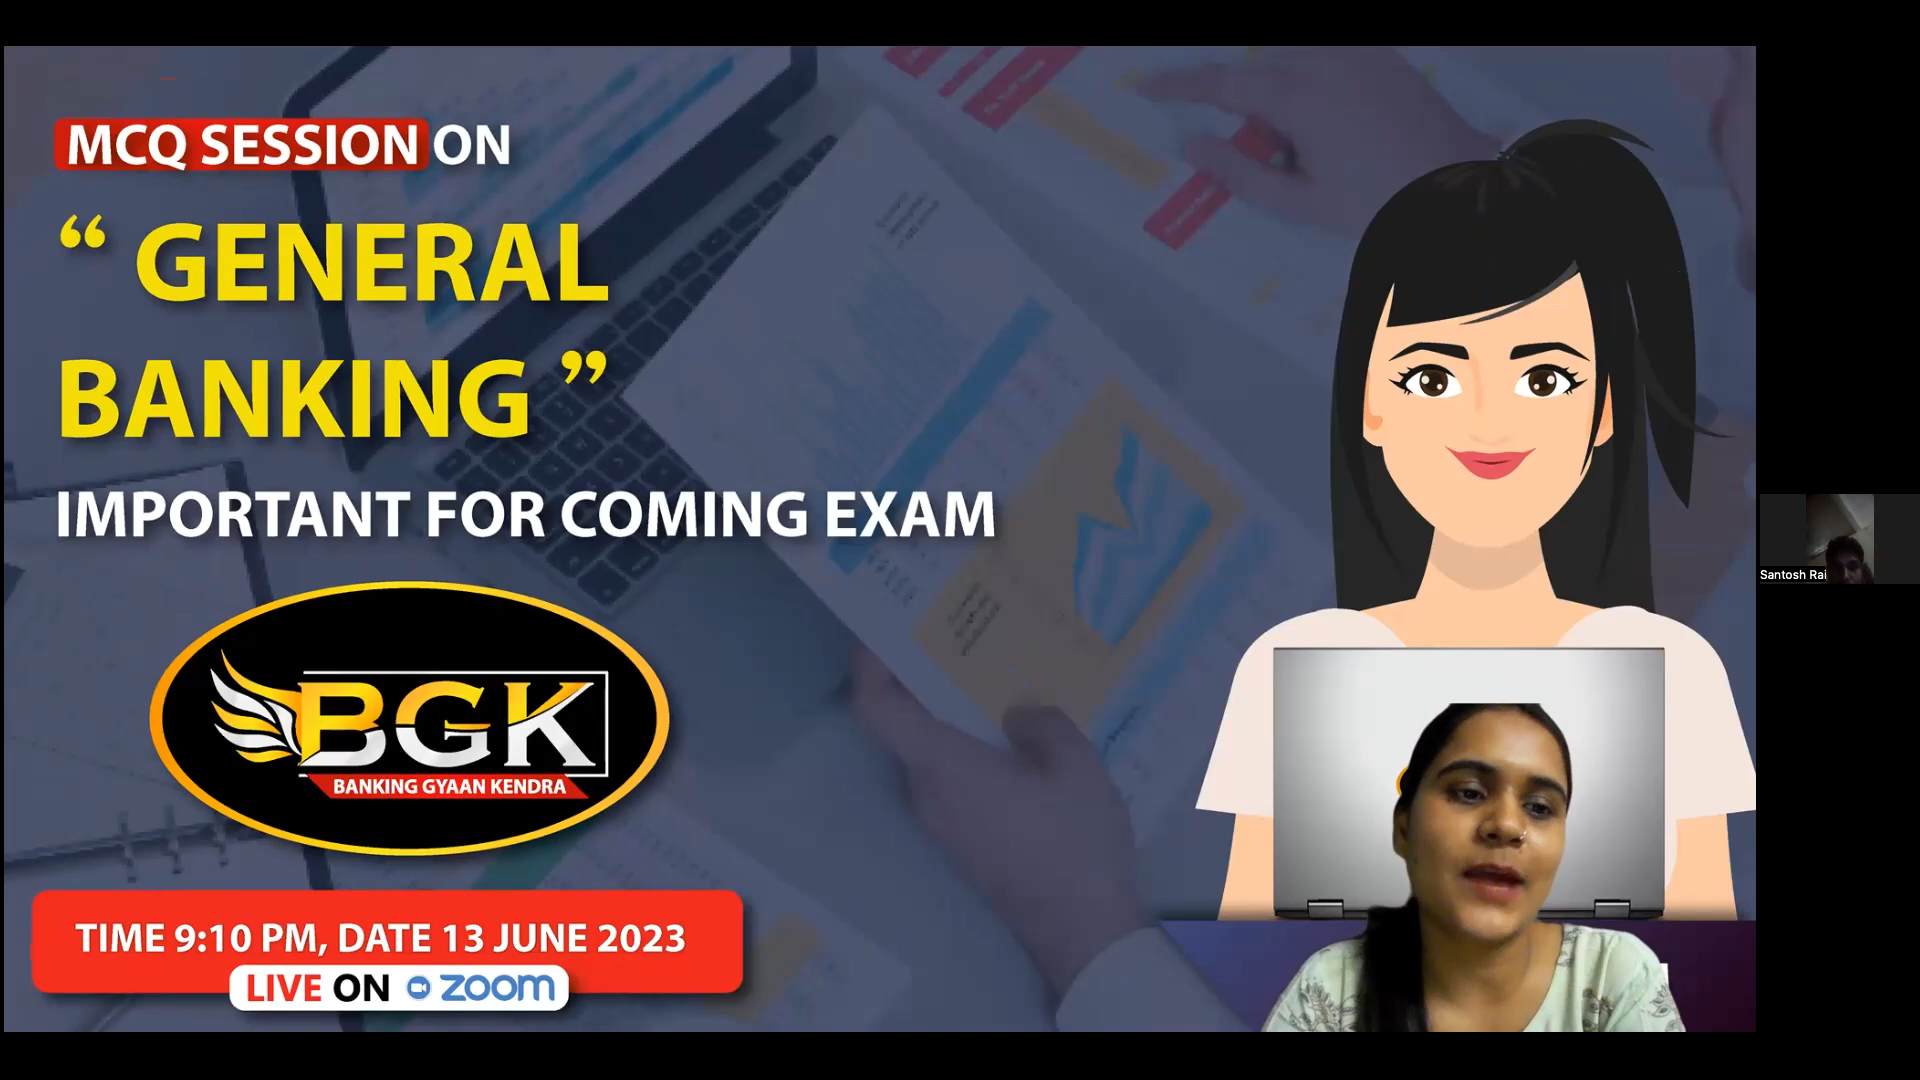 MCQ SESSION ON
“ GENERAL
BANKING ”
IMPORTANT FOR COMING EXAM
BGK
BANKING GYAAN KENDRA
TIME 9:10 PM, DATE 13 JUNE 2023
LIVE ON zoom
Santosh Rai